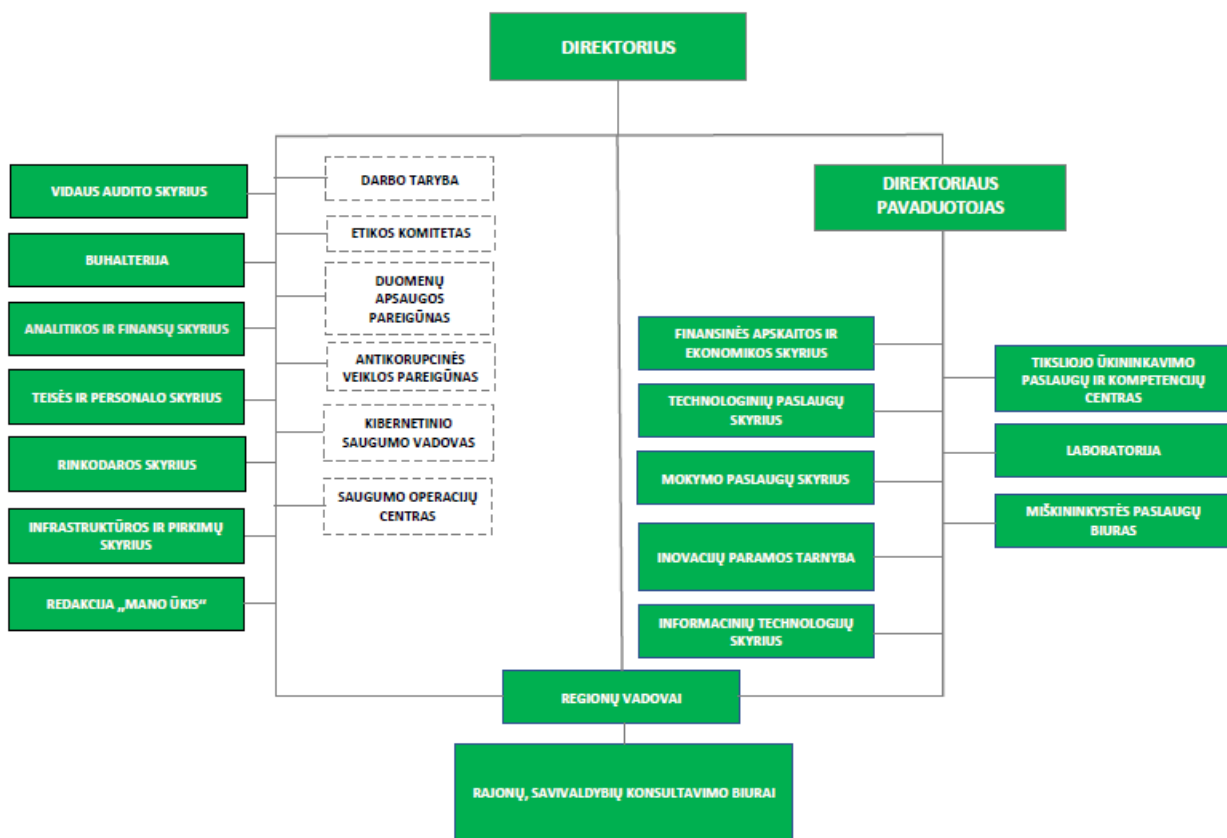 DIREKTORIUS
VIDAUS AUDITO SKYRIUS
BUHALTERIJA
ANALITIKOS IR FINANSŲ SKYRIUS
TEISĖS IR PERSONALO SKYRIUS
RINKODAROS SKYRIUS
INFRASTRUKTŪROS IR PIRKIMŲ
SKYRIUS
REDAKCIJA „MANO ŪKIS“
DARBO TARYBA
ETIKOS KOMITETAS
DUOMENŲ
APSAUGOS
PAREIGŪNAS
ANTIKORUPCINĖS
VEIKLOS PAREIGŪNAS
KIBERNETINIO
SAUGUMO VADOVAS
SAUGUMO OPERACIJŲ
CENTRAS
DIREKTORIAUS
PAVADUOTOJAS
FINANSINĖS APSKAITOS IR
EKONOMIKOS SKYRIUS
TECHNOLOGINIŲ PASLAUGŲ
SKYRIUS
MOKYMO PASLAUGŲ SKYRIUS
INOVACIJŲ PARAMOS TARNYBA
INFORMACINIŲ TECHNOLOGIJŲ
SKYRIUS
TIKSLIOJO ŪKININKAVIMO
PASLAUGŲ IR KOMPETENCIJŲ
CENTRAS
LABORATORIJA
MIŠKININKYSTĖS PASLAUGŲ
BIURAS
REGIONŲ VADOVAI
RAJONŲ, SAVIVALDYBIŲ KONSULTAVIMO BIURAI